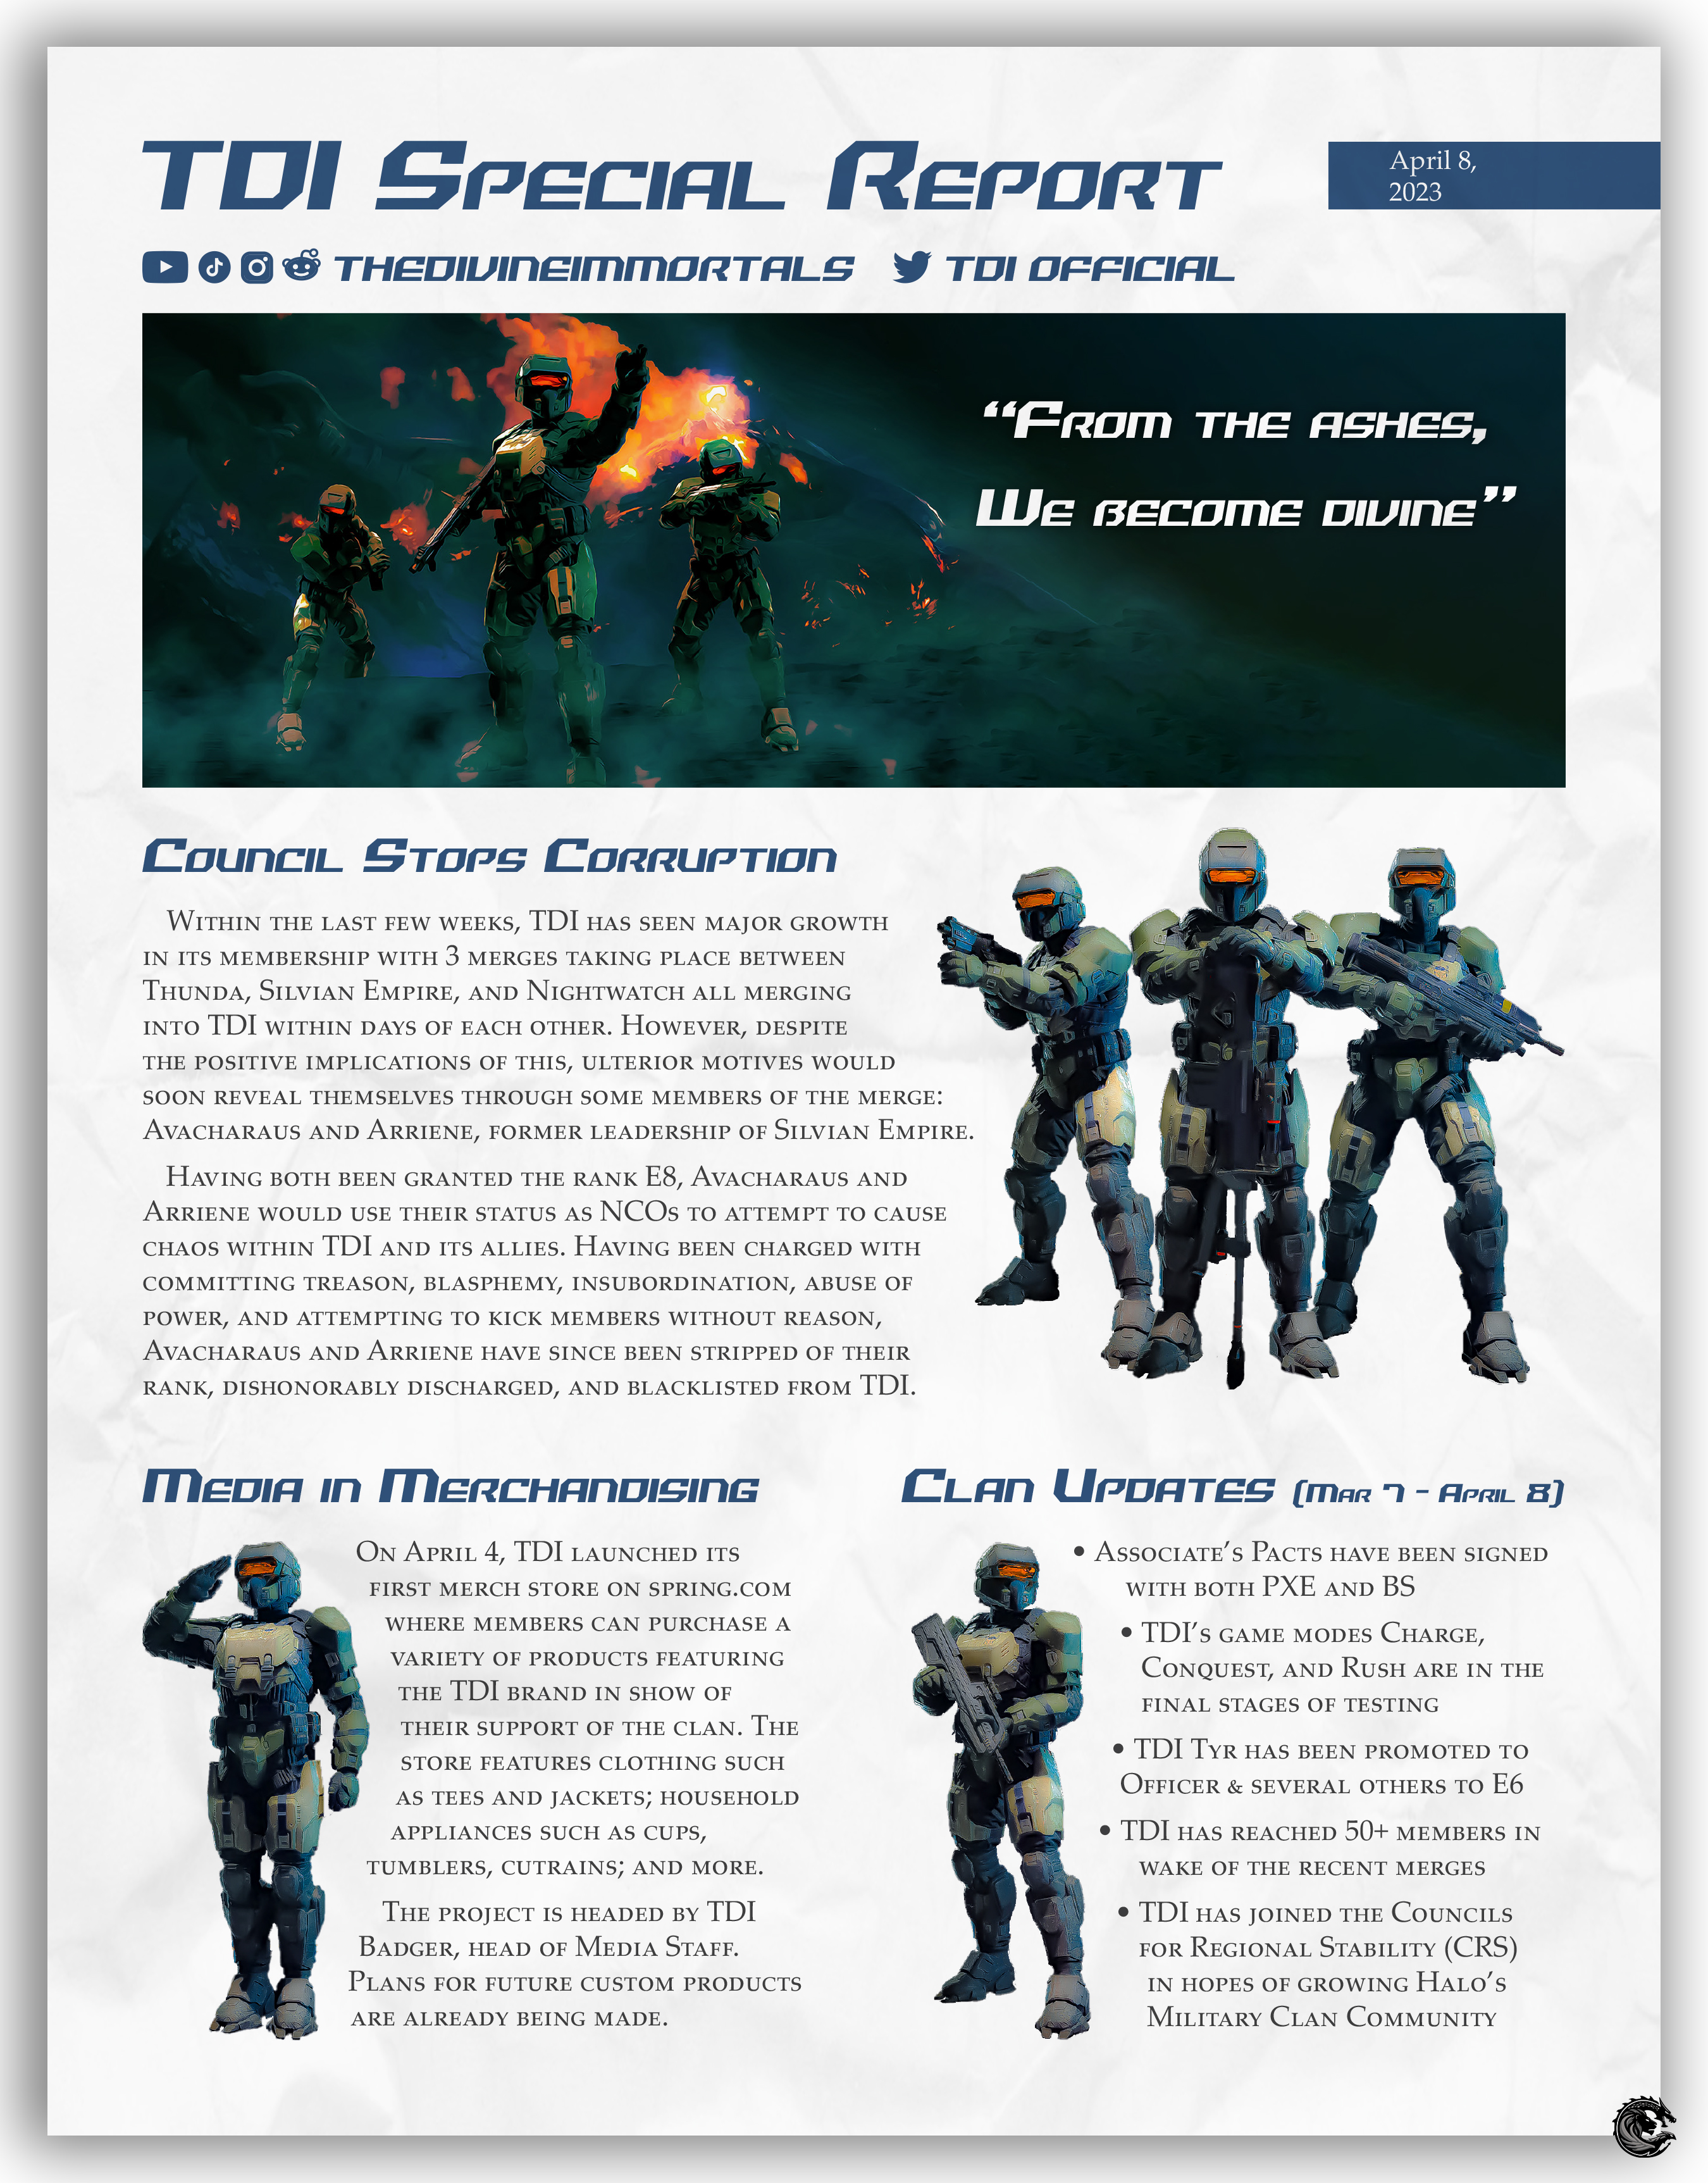 TDI Special Report
April 8,
2023
THEDIVINEIMMORTALS TDI OFFICIAL
“From the ashes,
We become divine”
Council Stops Corruption
Within the last few weeks, TDI has seen major growth
in its membership with 3 merges taking place between
Thunda, Silvian Empire, and Nightwatch all merging
into TDI within days of each other. However, despite
the positive implications of this, ulterior motives would
soon reveal themselves through some members of the merge:
Avacharaus and Arriene, former leadership of Silvian Empire.
Having both been granted the rank E8, Avacharaus and
Arriene would use their status as NCOs to attempt to cause
chaos within TDI and its allies. Having been charged with
committing treason, blasphemy, insubordination, abuse of
power, and attempting to kick members without reason,
Avacharaus and Arriene have since been stripped of their
rank, dishonorably discharged, and blacklisted from TDI.
Media in Merchandising
On April 4, TDI launched its
first merch store on spring.com
where members can purchase a
variety of products featuring
the TDI brand in show of
their support of the clan. The
store features clothing such
as tees and jackets; household
appliances such as cups,
tumblers, cutrains; and more.
The project is headed by TDI
Badger, head of Media Staff.
Plans for future custom products
are already being made.
Clan Updates (Mar 7 - April 8)
• Associate’s Pacts have been signed
with both PXE and BS
• TDI’s game modes Charge,
Conquest, and Rush are in the
final stages of testing
• TDI Tyr has been promoted to
Officer & several others to E6
• TDI has reached 50+ members in
wake of the recent merges
• TDI has joined the Councils
for Regional Stability (CRS)
in hopes of growing Halo’s
Military Clan Community